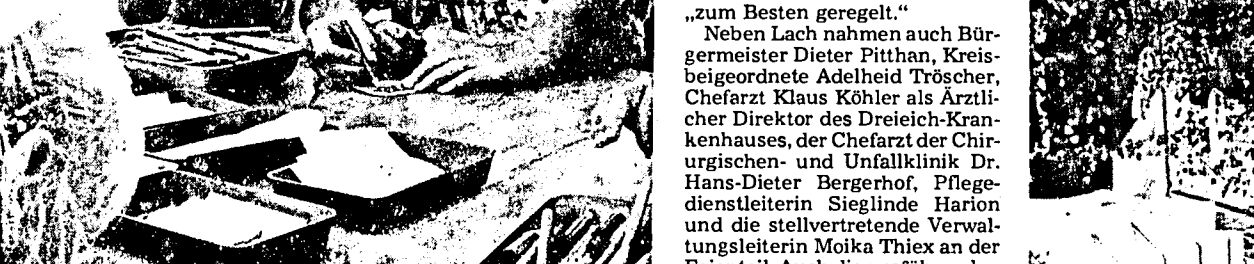 „zum Besten geregelt.“
Neben Lach nahmen auch Bür-
germeister Dieter Pitthan, Kreis-
beigeordnete Adelheid Tröscher,
Chefarzt Klaus Köhler als Ärztli-
cher Direktor des Dreieich-Kran-
kenhauses, der Chefarzt der Chir-
urgischen- und Unfallklinik Dr.
Hans-Dieter Bergerhof, Pflege-
dienstleiterin Sieglinde Harion
und die stellvertretende Verwal-
tungsleiterin Moika Thiex an der